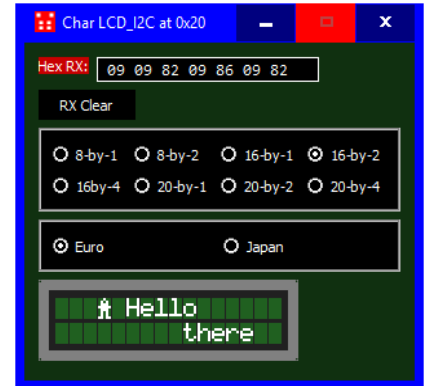 Char LCD_I2C at 0x20
Hex RX: 09 09 82 09 86 09 82
RX Clear
8-by-1 8-by-2 16-by-1 16-by-2
16by-4 20-by-1 20-by-2 20-by-4
Euro Japan
Hello
there